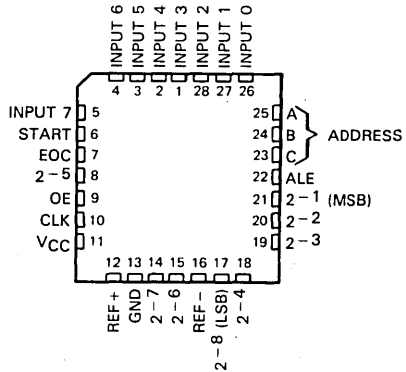 INPUT 6
INPUT 5
INPUT 4
INPUT 3
INPUT 2
INPUT 1
INPUT 0
4 3 2 1 28 27 26
INPUT 7 5
START 6
EOC 7
2-5 8
OE 9
CLK 10
VCC 11
25 A
24 B
23 C
ADDRESS
22 ALE
21 2-1 (MSB)
20 2-2
19 2-3
12 13 14 15 16 17 18
REF+
GND
2-7
2-6
REF-
2-8 (LSB)
2-4